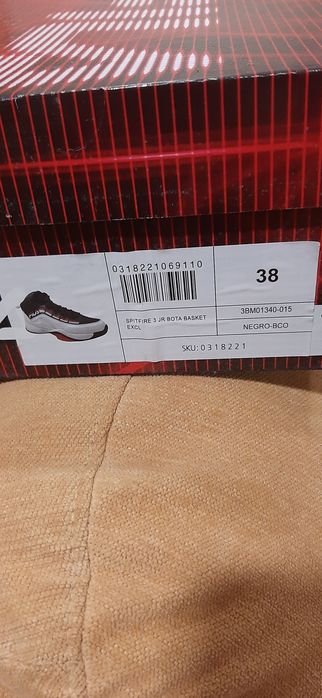 0318221069110
38
3BM01340-015
SPITFIRE 3 JR BOTA BASKET
EXCL
NEGRO-BCO
SKU: 0318221